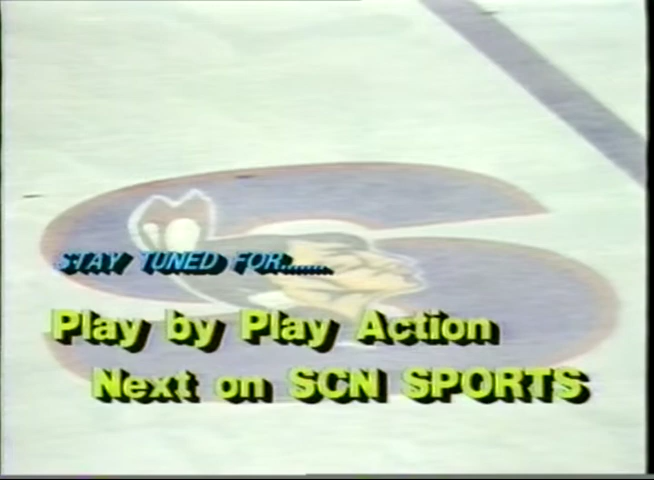 STAY TUNED FOR.......
Play by Play Action
Next on SCN SPORTS